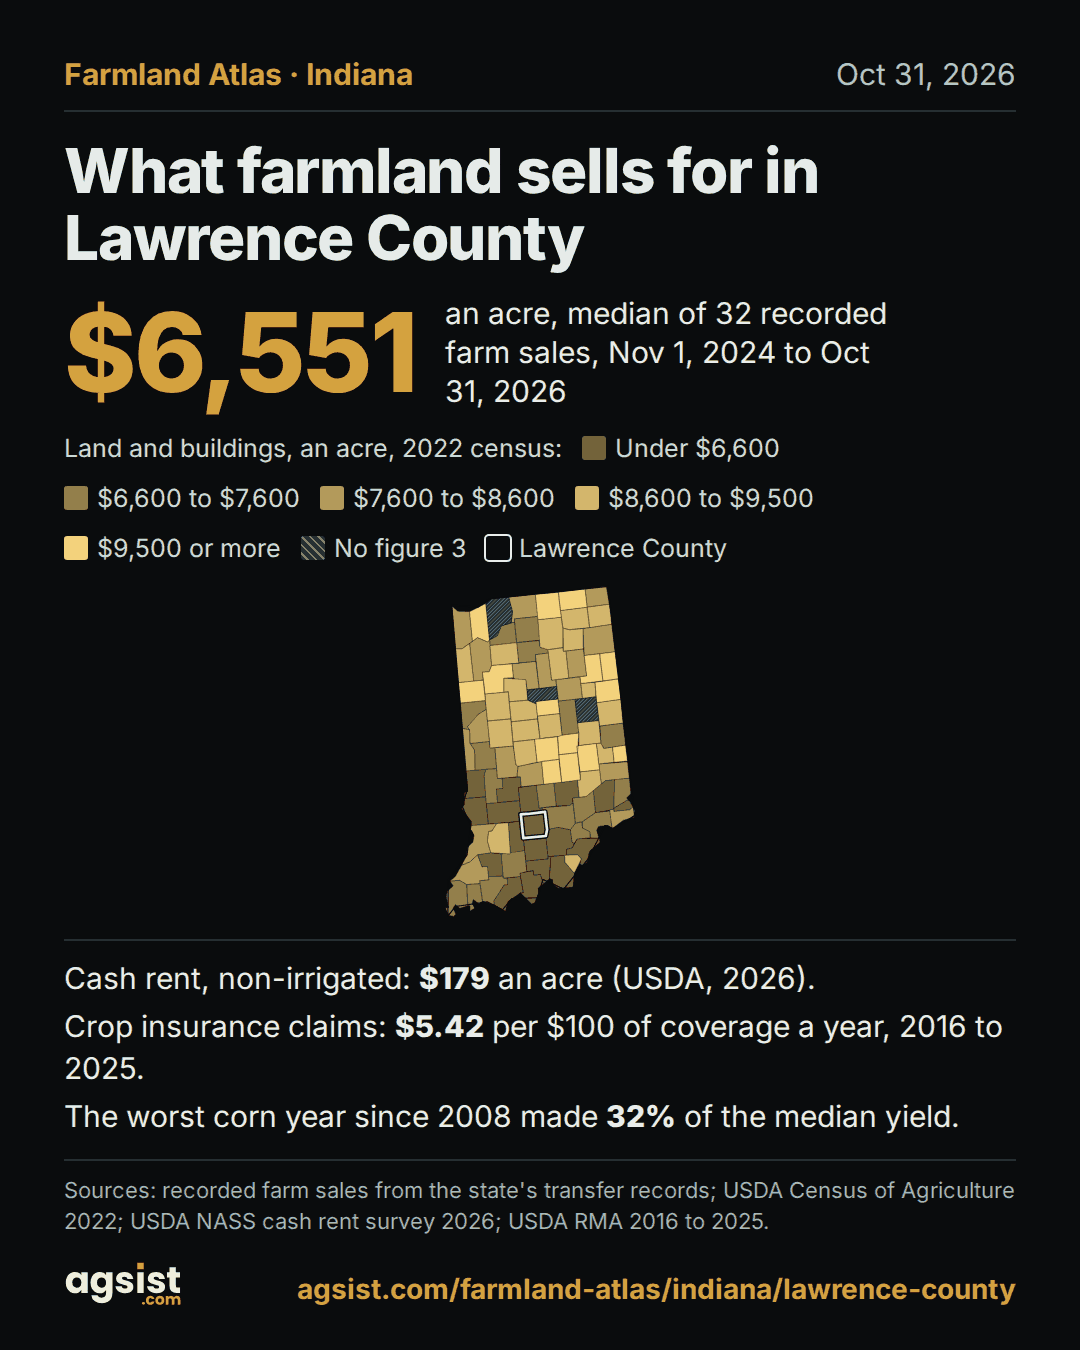 Farmland Atlas · Indiana
Oct 31, 2026
What farmland sells for in
Lawrence County
$6,551
an acre, median of 32 recorded
farm sales, Nov 1, 2024 to Oct
31, 2026
Land and buildings, an acre, 2022 census: Under $6,600
$6,600 to $7,600 $7,600 to $8,600 $8,600 to $9,500
$9,500 or more No figure 3 Lawrence County
Cash rent, non-irrigated: $179 an acre (USDA, 2026).
Crop insurance claims: $5.42 per $100 of coverage a year, 2016 to
2025.
The worst corn year since 2008 made 32% of the median yield.
Sources: recorded farm sales from the state's transfer records; USDA Census of Agriculture
2022; USDA NASS cash rent survey 2026; USDA RMA 2016 to 2025.
agsist
.com
agsist.com/farmland-atlas/indiana/lawrence-county